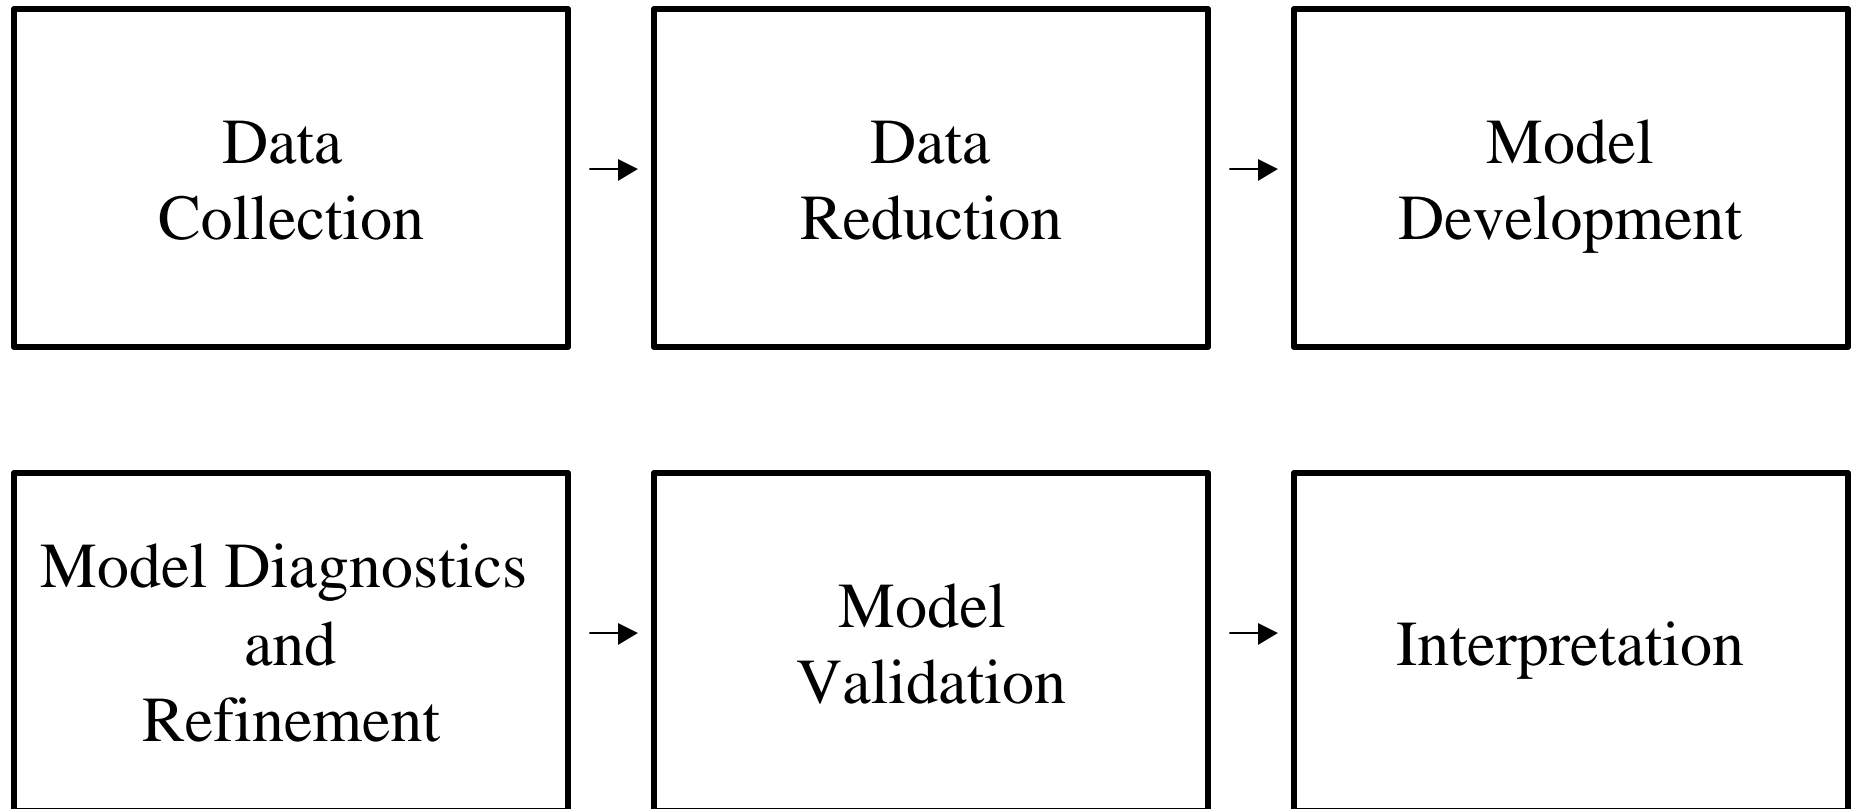 Data
Collection
Data
Reduction
Model
Development
Model Diagnostics
and
Refinement
Model
Validation
Interpretation